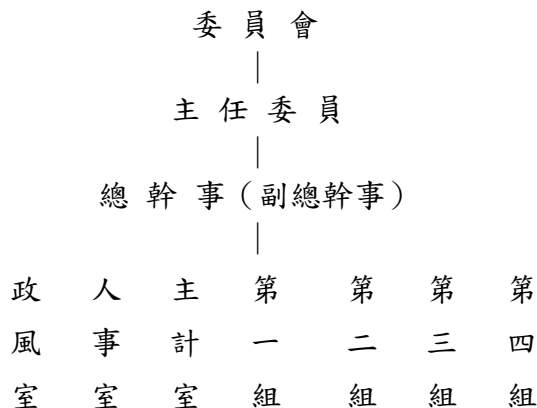 委員會
主任委員
總幹事（副總幹事）
政風室
人事室
主計室
第一組
第二組
第三組
第四組